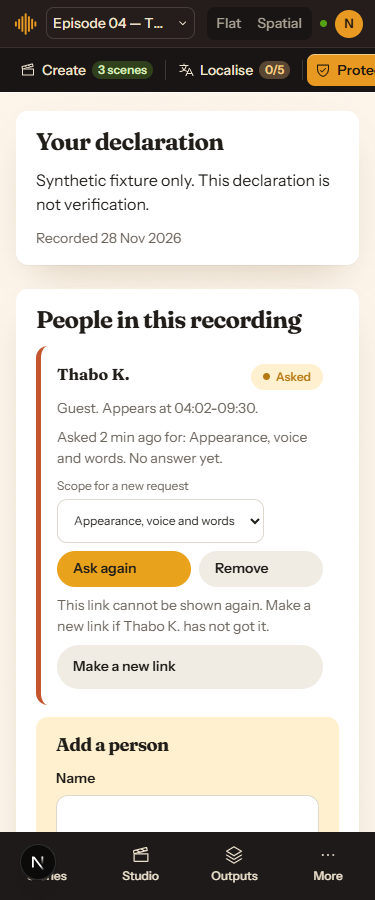 Episode 04 — T...
Flat
Spatial
N
Create
3 scenes
Localise
0/5
Prote
Your declaration
Synthetic fixture only. This declaration is
not verification.
Recorded 28 Nov 2026
People in this recording
Thabo K.
Asked
Guest. Appears at 04:02-09:30.
Asked 2 min ago for: Appearance, voice
and words. No answer yet.
Scope for a new request
Appearance, voice and words
Ask again
Remove
This link cannot be shown again. Make a
new link if Thabo K. has not got it.
Make a new link
Add a person
Name
N
Studio
Outputs
More